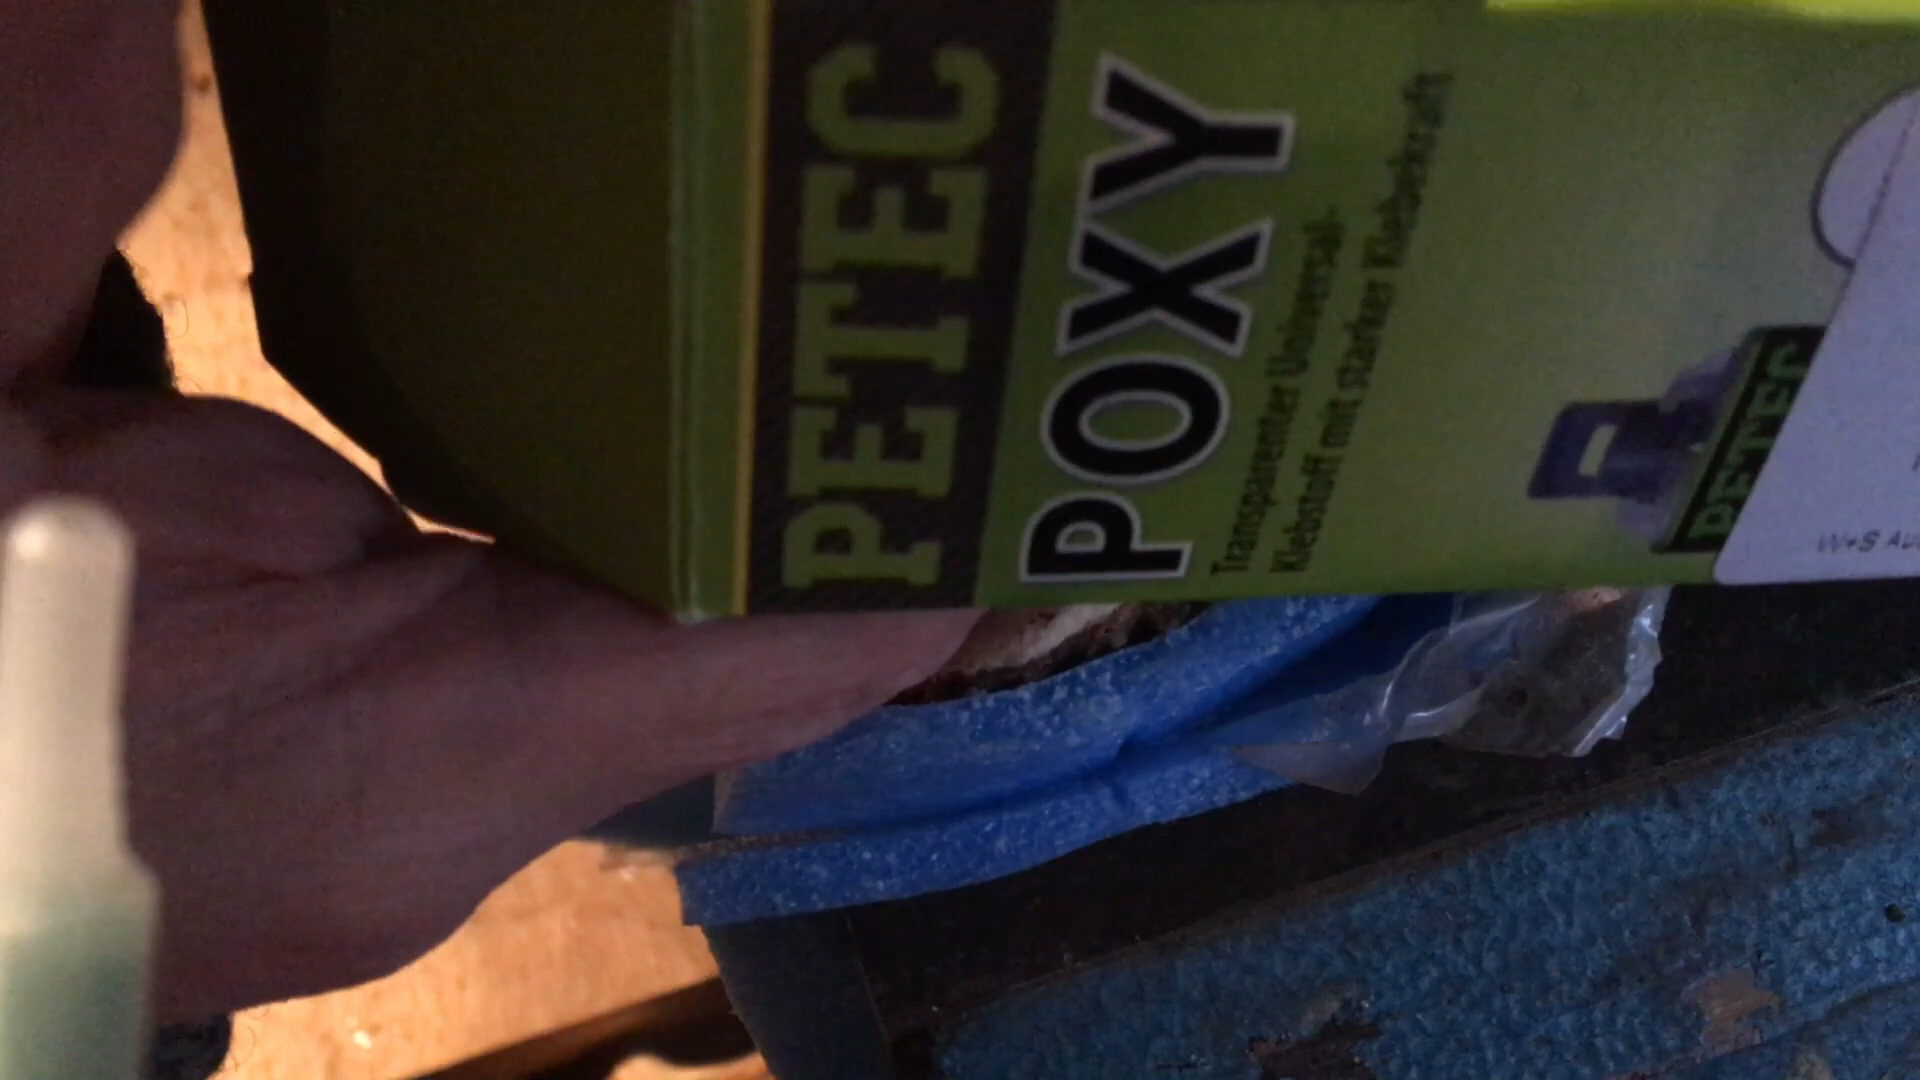 PETEC
POXY
Transparenter Universal-
Klebstoff mit starker Klebekraft
PETEC
W+S